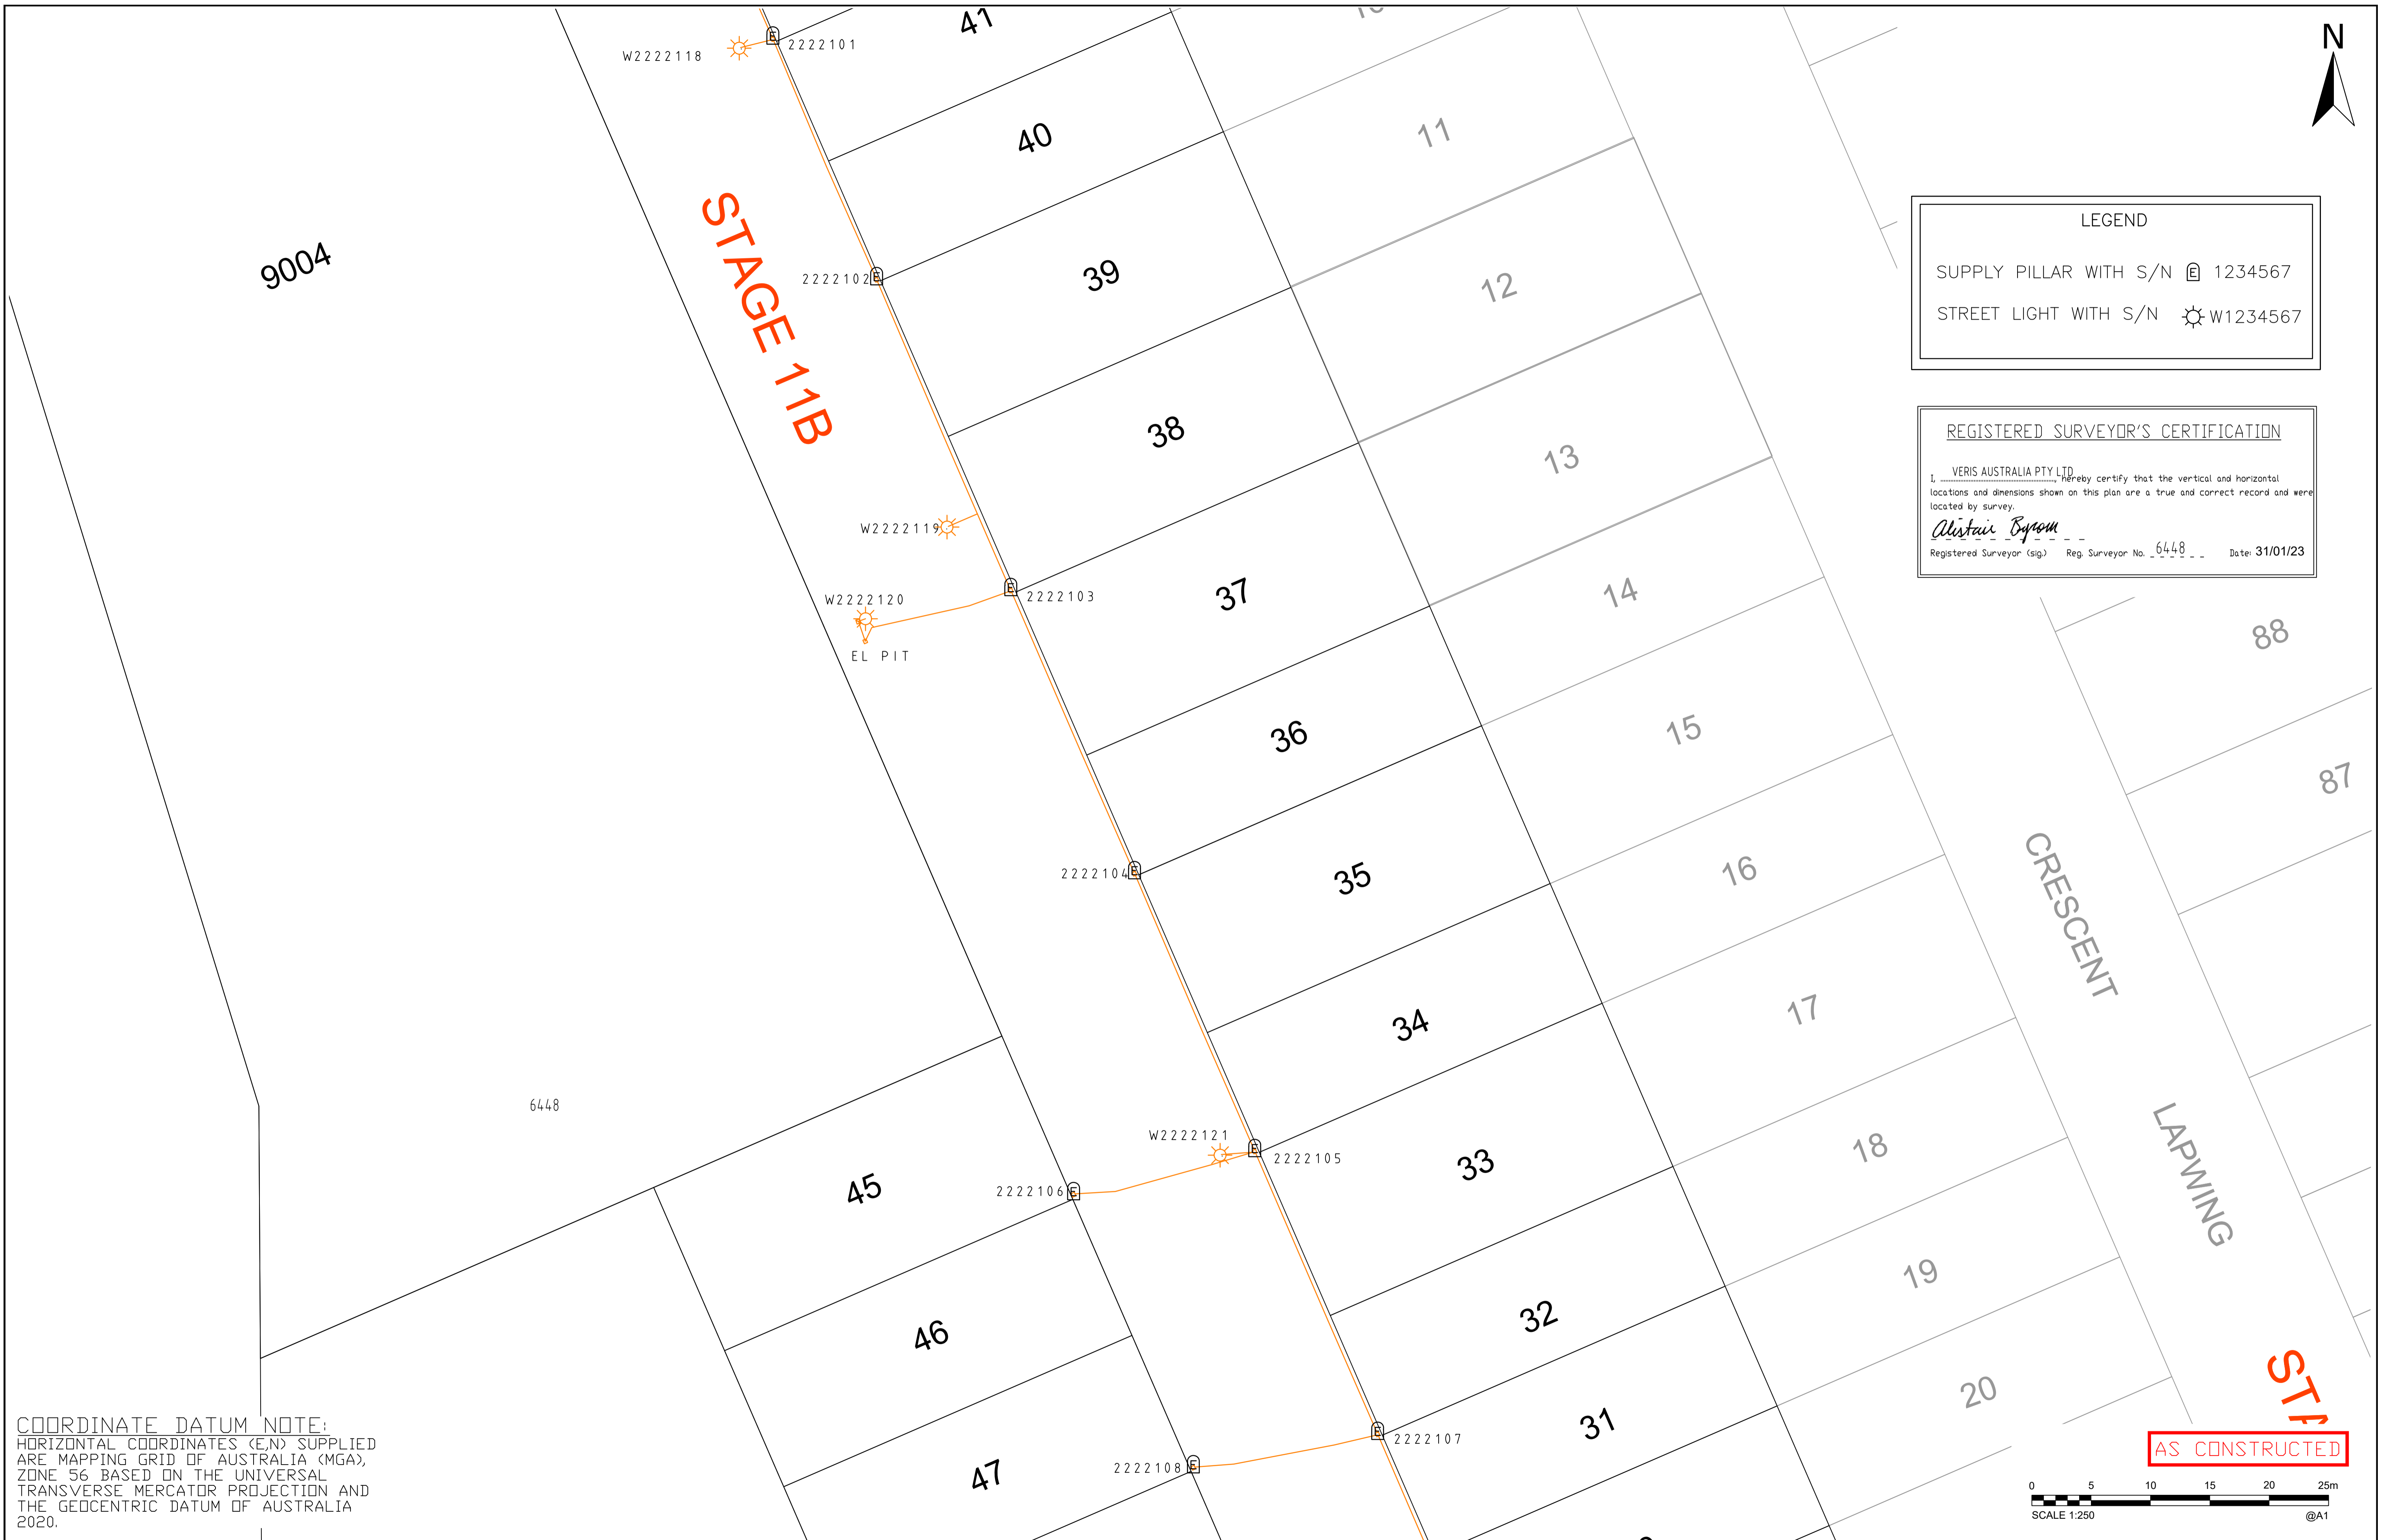 41
N
W2222118
2222101
40
11
LEGEND
SUPPLY PILLAR WITH S/N E 1234567
STREET LIGHT WITH S/N W1234567
9004
STAGE 11B
2222102
39
12
38
13
REGISTERED SURVEYOR'S CERTIFICATION
I, VERIS AUSTRALIA PTY LTD, hereby certify that the vertical and horizontal
locations and dimensions shown on this plan are a true and correct record and were
located by survey.
Alistair Byrom
Registered Surveyor (sig.) Reg. Surveyor No. 6448 Date: 31/01/23
W2222119
E
W2222120
2222103
37
14
EL PIT
88
36
15
87
2222104
E
35
16
CRESCENT
34
17
6448
W2222121
E
2222105
33
18
LAPWING
45
2222106
E
19
46
32
20
STA
31
2222107
E
47
2222108
E
AS CONSTRUCTED
0 5 10 15 20 25m
SCALE 1:250 @A1
COORDINATE DATUM NOTE:
HORIZONTAL COORDINATES (E,N) SUPPLIED
ARE MAPPING GRID OF AUSTRALIA (MGA),
ZONE 56 BASED ON THE UNIVERSAL
TRANSVERSE MERCATOR PROJECTION AND
THE GEOCENTRIC DATUM OF AUSTRALIA
2020.